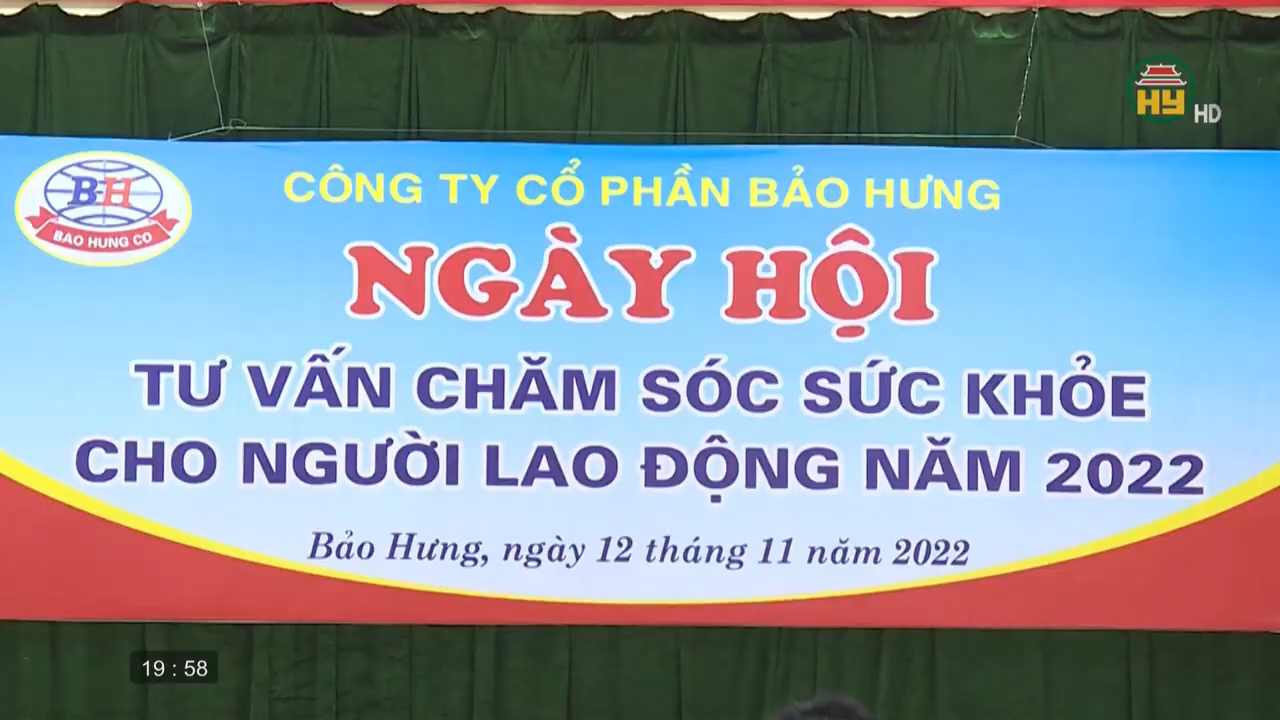 HY HD
BH
BAO HUNG CO
CÔNG TY CỔ PHẦN BẢO HƯNG
NGÀY HỘI
TƯ VẤN CHĂM SÓC SỨC KHỎE
CHO NGƯỜI LAO ĐỘNG NĂM 2022
Bảo Hưng, ngày 12 tháng 11 năm 2022
19 : 58